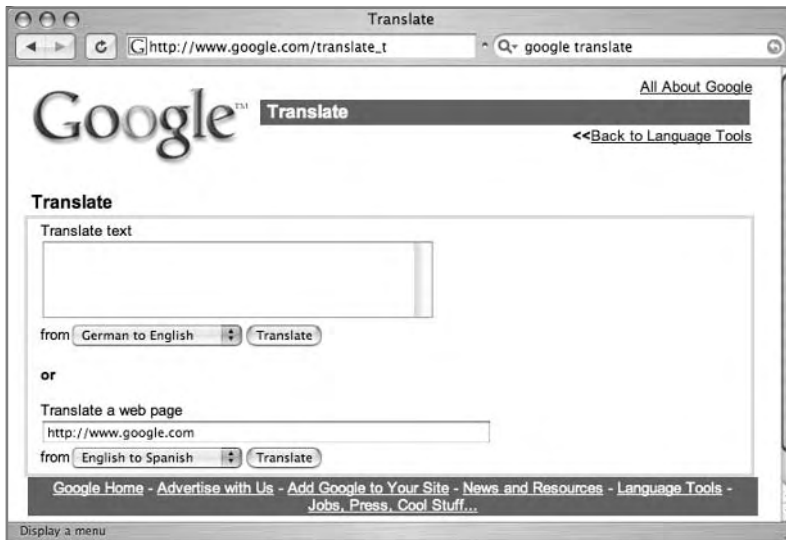 Translate
http://www.google.com/translate_t
google translate
All About Google
Google™
Translate
<<Back to Language Tools
Translate
Translate text
from German to English Translate
or
Translate a web page
http://www.google.com
from English to Spanish Translate
Google Home - Advertise with Us - Add Google to Your Site - News and Resources - Language Tools -
Jobs, Press, Cool Stuff...
Display a menu